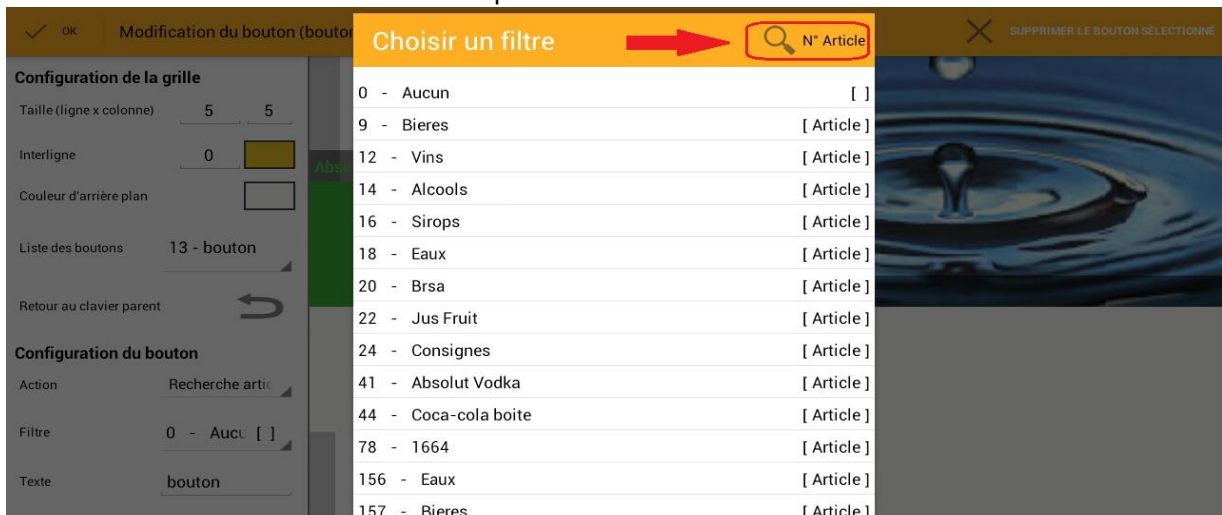 OK Modification du bouton (bouton
Choisir un filtre
N° Article
SUPPRIMER LE BOUTON SÉLECTIONNÉ
Configuration de la grille
Taille (ligne x colonne) 5 5
Interligne 0
Couleur d'arrière plan
Liste des boutons 13 - bouton
Retour au clavier parent
Configuration du bouton
Action Recherche artic
Filtre 0 - Aucu [ ]
Texte bouton
0 - Aucun [ ]
9 - Bieres [ Article ]
12 - Vins [ Article ]
14 - Alcools [ Article ]
16 - Sirops [ Article ]
18 - Eaux [ Article ]
20 - Brsa [ Article ]
22 - Jus Fruit [ Article ]
24 - Consignes [ Article ]
41 - Absolut Vodka [ Article ]
44 - Coca-cola boite [ Article ]
78 - 1664 [ Article ]
156 - Eaux [ Article ]
157 - Bieres [ Article ]